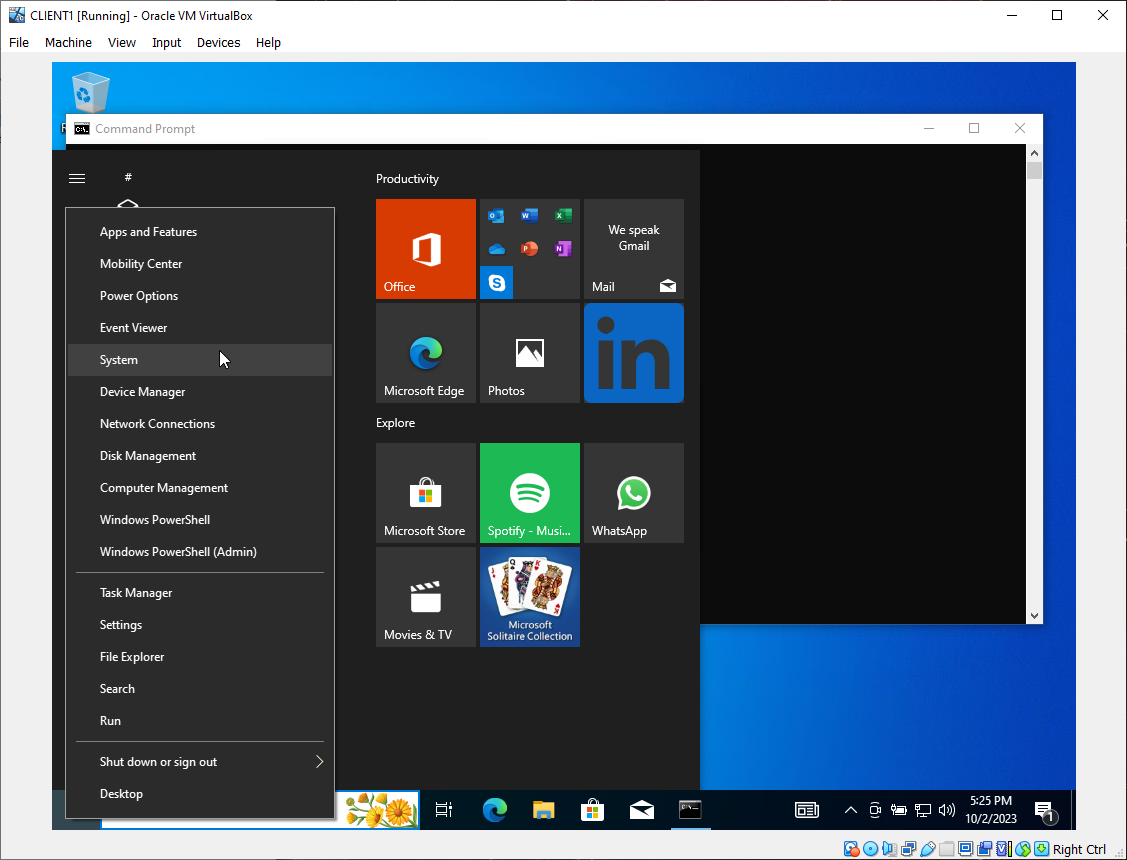 CLIENT1 [Running] - Oracle VM VirtualBox
File Machine View Input Devices Help
Command Prompt
#
Productivity
Office
We speak
Gmail
Mail
Microsoft Edge
Photos
in
Explore
Microsoft Store
Spotify - Musi...
WhatsApp
Movies & TV
Microsoft
Solitaire Collection
Apps and Features
Mobility Center
Power Options
Event Viewer
System
Device Manager
Network Connections
Disk Management
Computer Management
Windows PowerShell
Windows PowerShell (Admin)
Task Manager
Settings
File Explorer
Search
Run
Shut down or sign out
Desktop
5:25 PM
10/2/2023
1
Right Ctrl